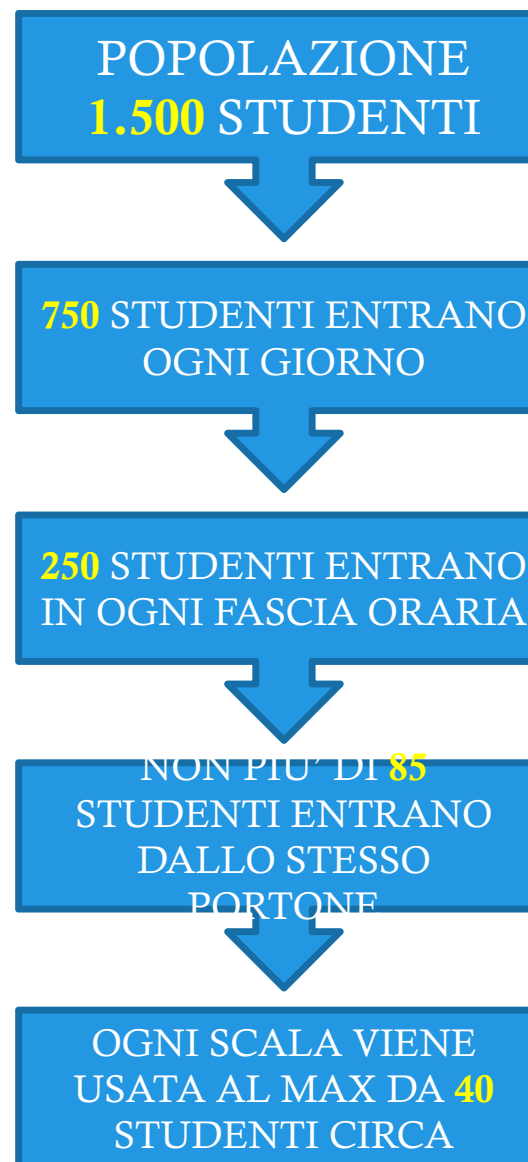 POPOLAZIONE
1.500 STUDENTI
750 STUDENTI ENTRANO
OGNI GIORNO
250 STUDENTI ENTRANO
IN OGNI FASCIA ORARIA
NON PIU’ DI 85
STUDENTI ENTRANO
DALLO STESSO
PORTONE
OGNI SCALA VIENE
USATA AL MAX DA 40
STUDENTI CIRCA